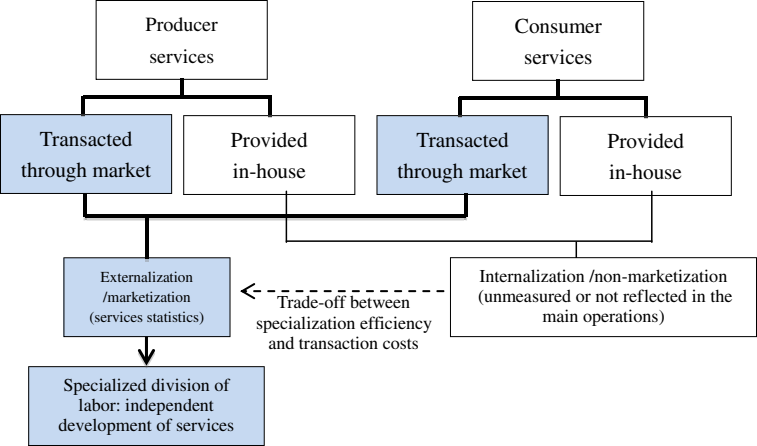 Producer
services
Consumer
services
Transacted
through market
Provided
in-house
Transacted
through market
Provided
in-house
Externalization
/marketization
(services statistics)
Trade-off between
specialization efficiency
and transaction costs
Internalization /non-marketization
(unmeasured or not reflected in the
main operations)
Specialized division of
labor: independent
development of services